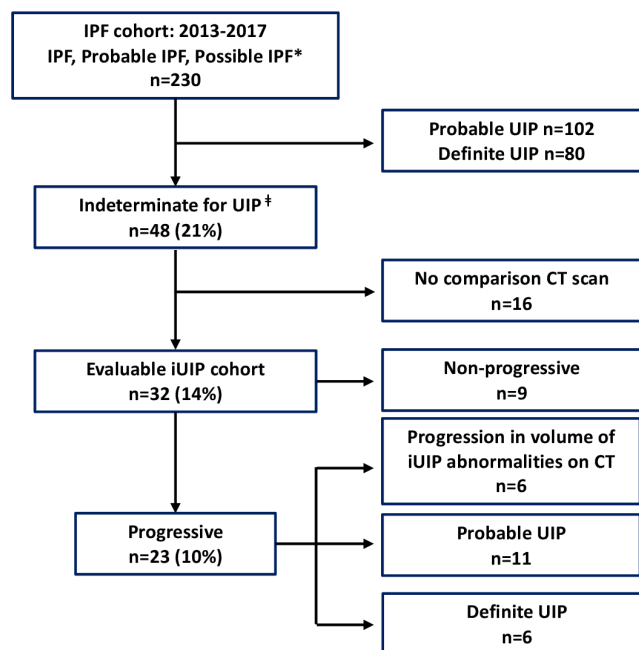 IPF cohort: 2013-2017
IPF, Probable IPF, Possible IPF*
n=230
Probable UIP n=102
Definite UIP n=80
Indeterminate for UIP ǂ
n=48 (21%)
No comparison CT scan
n=16
Evaluable iUIP cohort
n=32 (14%)
Non-progressive
n=9
Progression in volume of
iUIP abnormalities on CT
n=6
Progressive
n=23 (10%)
Probable UIP
n=11
Definite UIP
n=6